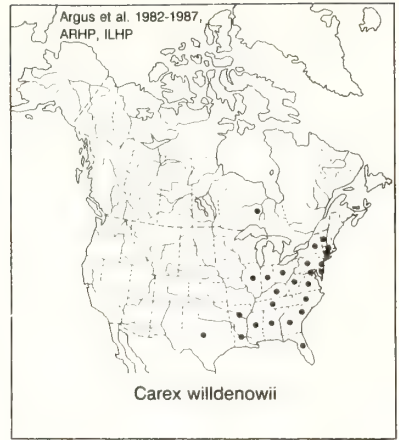 Argus et al. 1982-1987,
ARHP, ILHP
Carex willdenowii